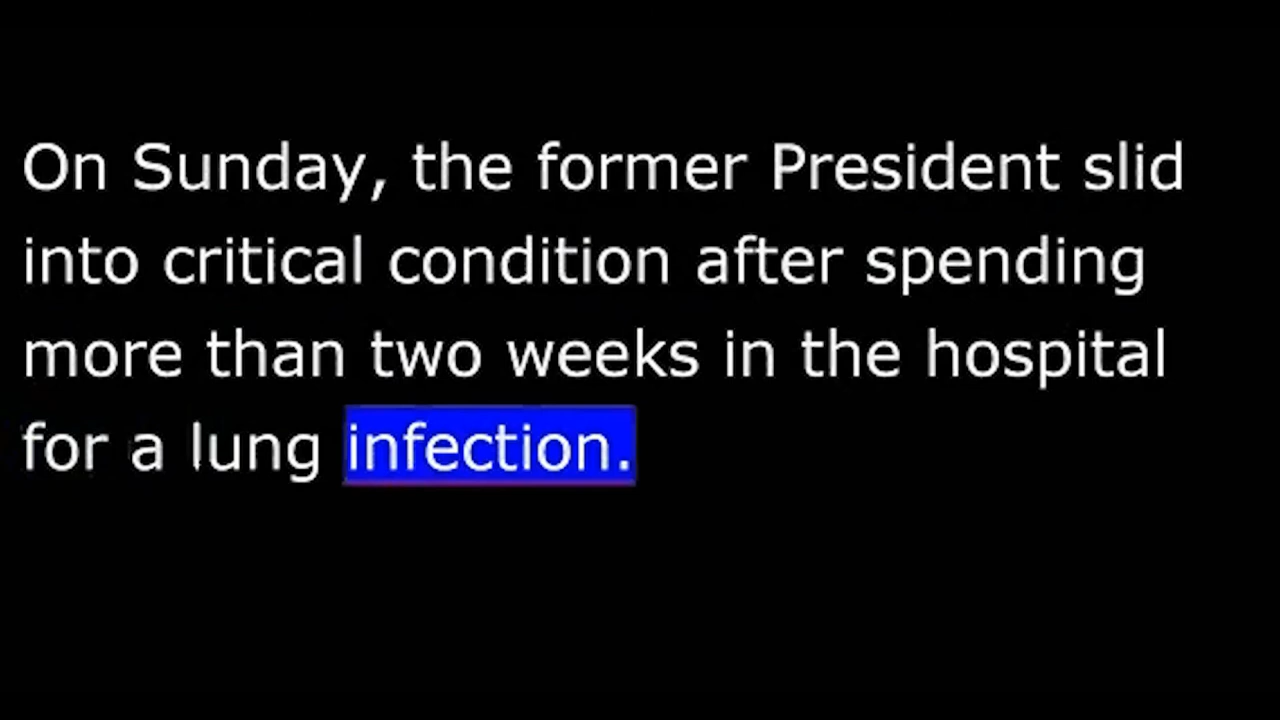 On Sunday, the former President slid
into critical condition after spending
more than two weeks in the hospital
for a lung infection.